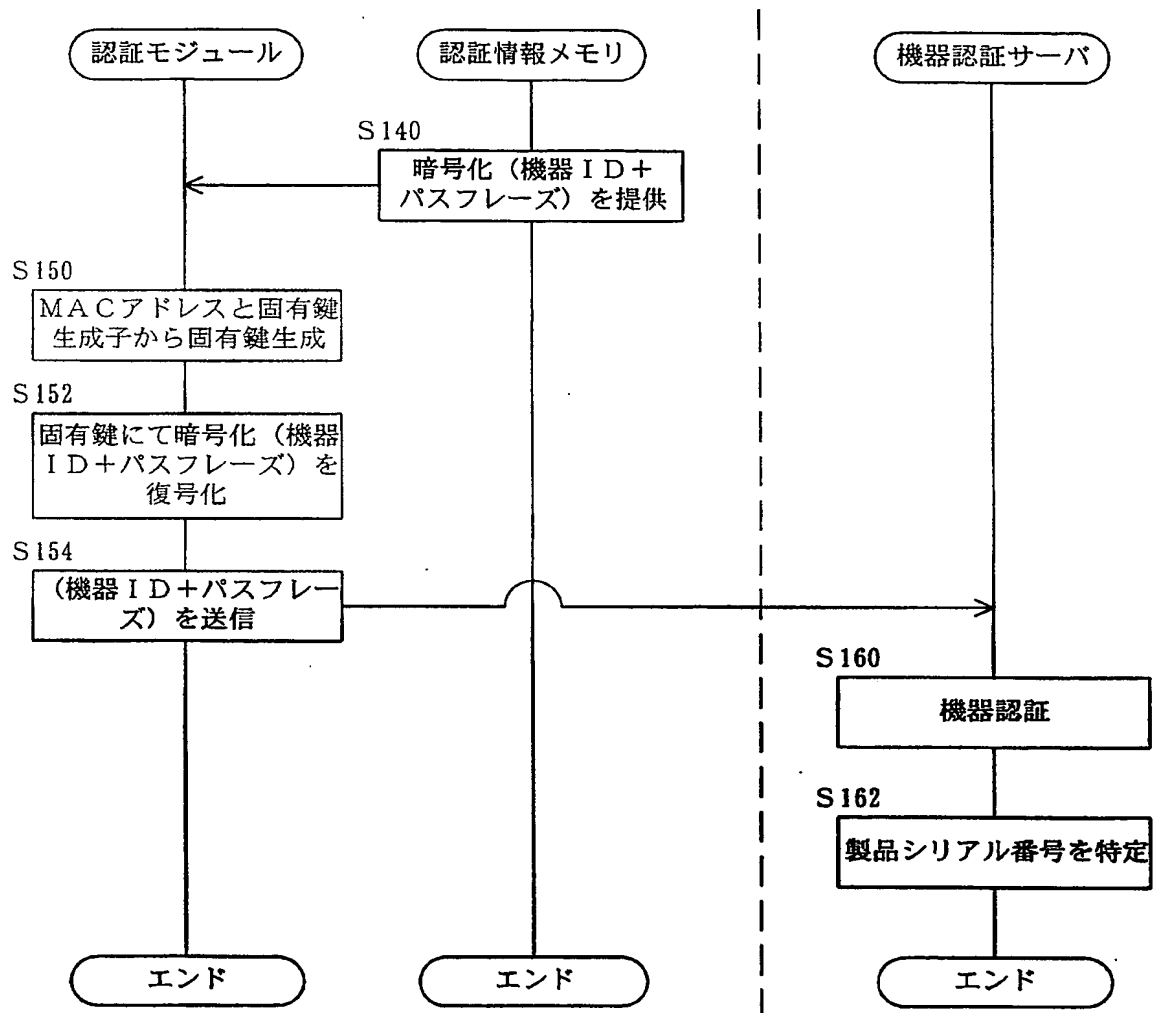 認証モジュール
認証情報メモリ
機器認証サーバ
S140
暗号化（機器ID＋
パスフレーズ）を提供
S150
MACアドレスと固有鍵
生成子から固有鍵生成
S152
固有鍵にて暗号化（機器
ID＋パスフレーズ）を
復号化
S154
（機器ID＋パスフレー
ズ）を送信
S160
機器認証
S162
製品シリアル番号を特定
エンド
エンド
エンド